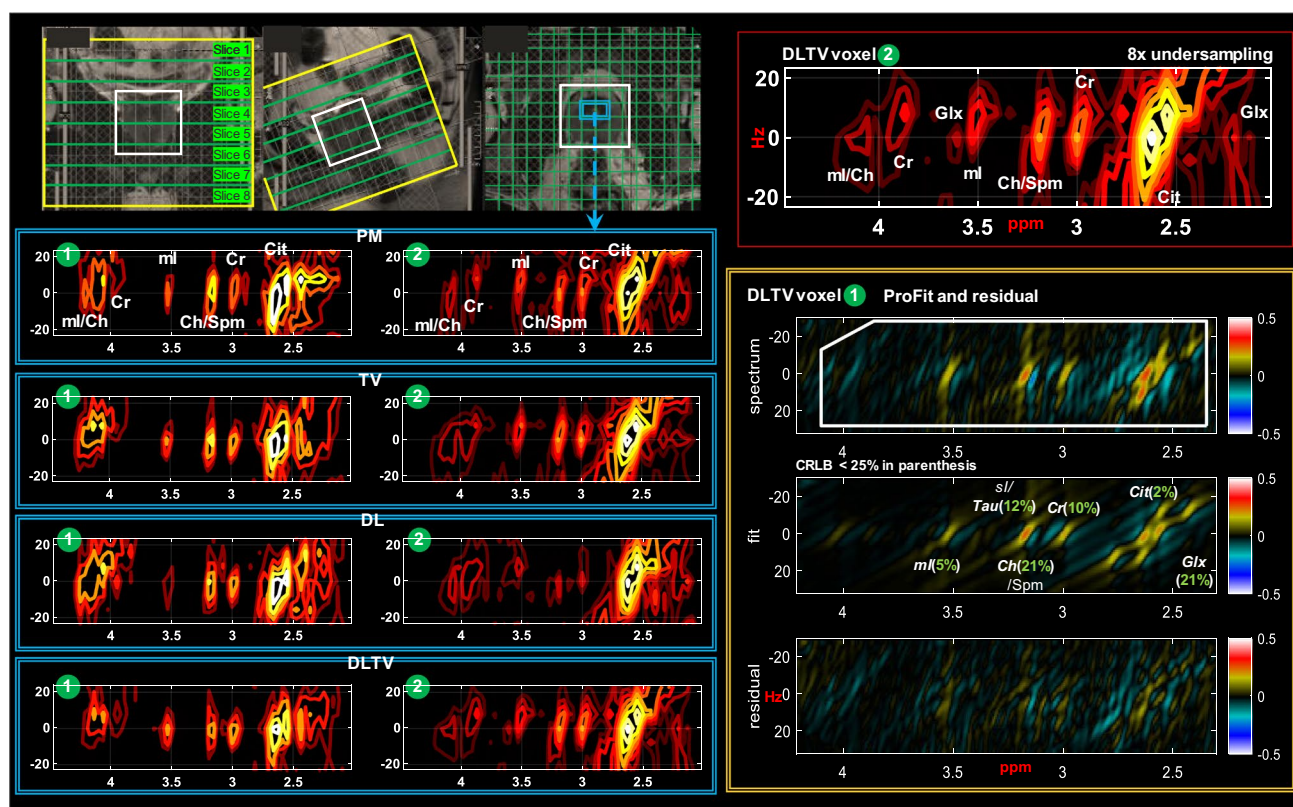 Slice 1
Slice 2
Slice 3
Slice 4
Slice 5
Slice 6
Slice 7
Slice 8
PM
1
20
0
-20
mI
Cr
Cit
Cr
mI/Ch
Ch/Spm
4 3.5 3 2.5
2
mI
Cr
Cit
Cr
mI/Ch
Ch/Spm
4 3.5 3 2.5
TV
1
20
0
-20
4 3.5 3 2.5
2
4 3.5 3 2.5
DL
1
20
0
-20
4 3.5 3 2.5
2
4 3.5 3 2.5
DLTV
1
20
0
-20
4 3.5 3 2.5
2
4 3.5 3 2.5
DLTV voxel 2 8x undersampling
20
Hz 0
-20
Cr
Glx
Glx
mI/Ch
Cr
mI
Ch/Spm
Cit
4 3.5 ppm 3 2.5
DLTV voxel 1 ProFit and residual
spectrum
-20
0
20
4 3.5 3 2.5
0.5
0
-0.5
CRLB < 25% in parenthesis
fit
-20
0
20
sI/
Tau(12%)
Cr(10%)
Cit(2%)
mI(5%)
Ch(21%)
/Spm
Glx
(21%)
4 3.5 3 2.5
0.5
0
-0.5
residual
-20
Hz 0
20
4 3.5 ppm 3 2.5
0.5
0
-0.5